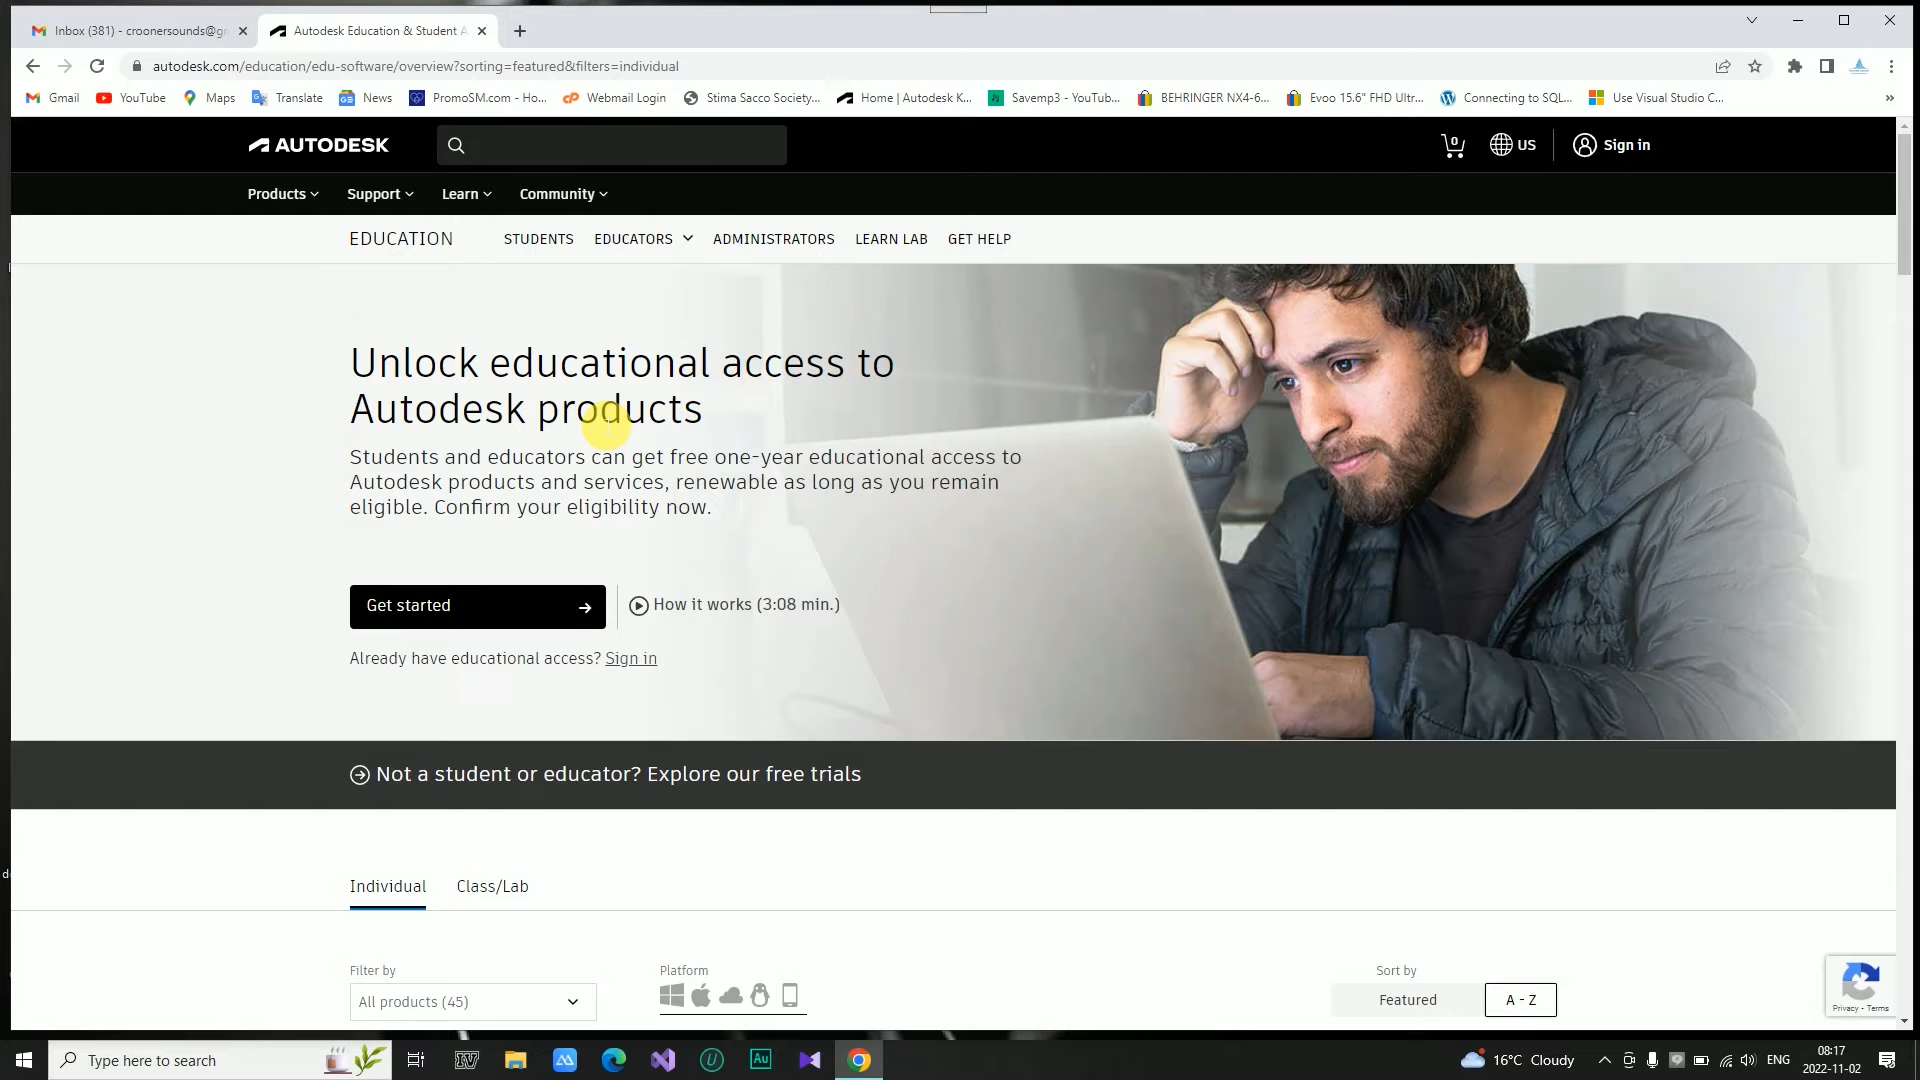 Inbox (381) - croonersounds@g
Autodesk Education & Student A
autodesk.com/education/edu-software/overview?sorting=featured&filters=individual
Gmail YouTube Maps Translate News PromoSM.com - Ho... Webmail Login Stima Sacco Society... Home | Autodesk K... Savemp3 - YouTub... BEHRINGER NX4-6... Evoo 15.6" FHD Ultr... Connecting to SQL... Use Visual Studio C... »
AUTODESK
0
US
Sign in
Products Support Learn Community
EDUCATION STUDENTS EDUCATORS ADMINISTRATORS LEARN LAB GET HELP
Unlock educational access to
Autodesk products
Students and educators can get free one-year educational access to
Autodesk products and services, renewable as long as you remain
eligible. Confirm your eligibility now.
Get started
How it works (3:08 min.)
Already have educational access? Sign in
Not a student or educator? Explore our free trials
Individual Class/Lab
Filter by Platform Sort by
All products (45)
Featured A - Z
Privacy - Terms
Type here to search
Au
16°C Cloudy
ENG
08:17
2022-11-02